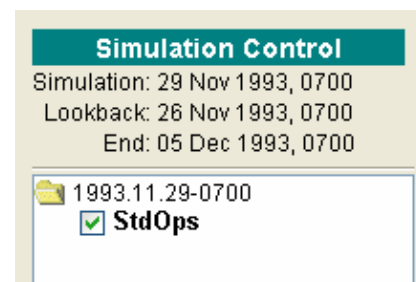 Simulation Control
Simulation: 29 Nov 1993, 0700
Lookback: 26 Nov 1993, 0700
End: 05 Dec 1993, 0700
1993.11.29-0700
StdOps